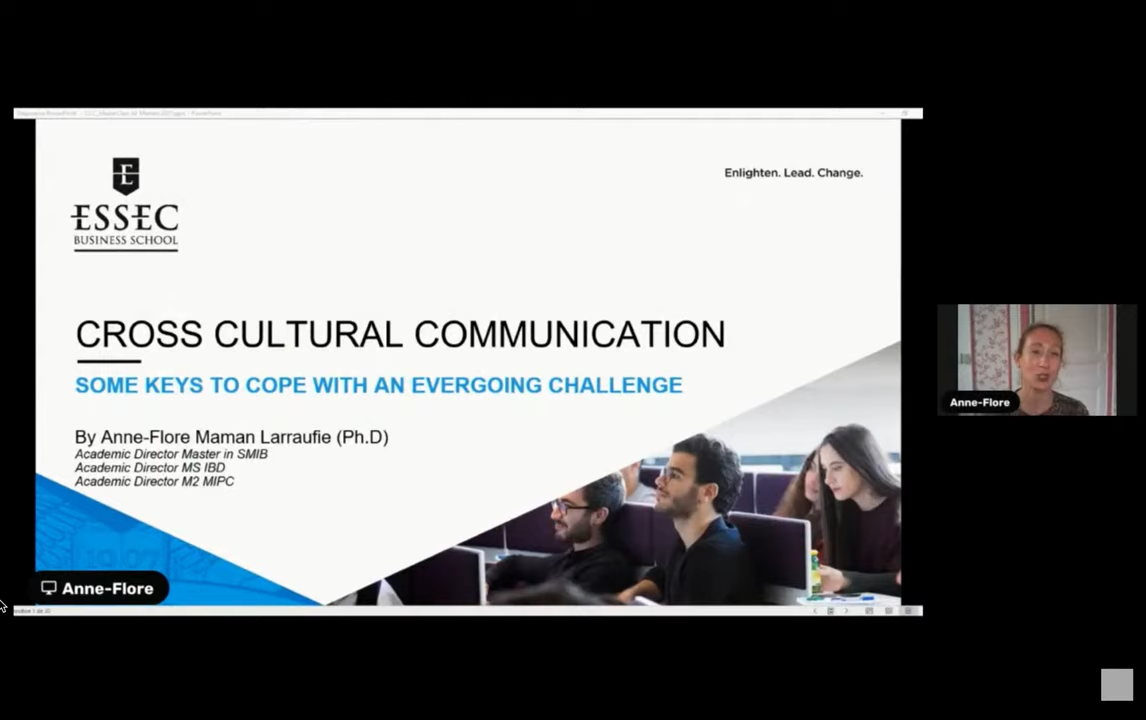 Enlighten. Lead. Change.
E
ESSEC
BUSINESS SCHOOL
CROSS CULTURAL COMMUNICATION
SOME KEYS TO COPE WITH AN EVERGOING CHALLENGE
By Anne-Flore Maman Larraufie (Ph.D)
Academic Director Master in SMIB
Academic Director MS IBD
Academic Director M2 MIPC
Anne-Flore
Anne-Flore